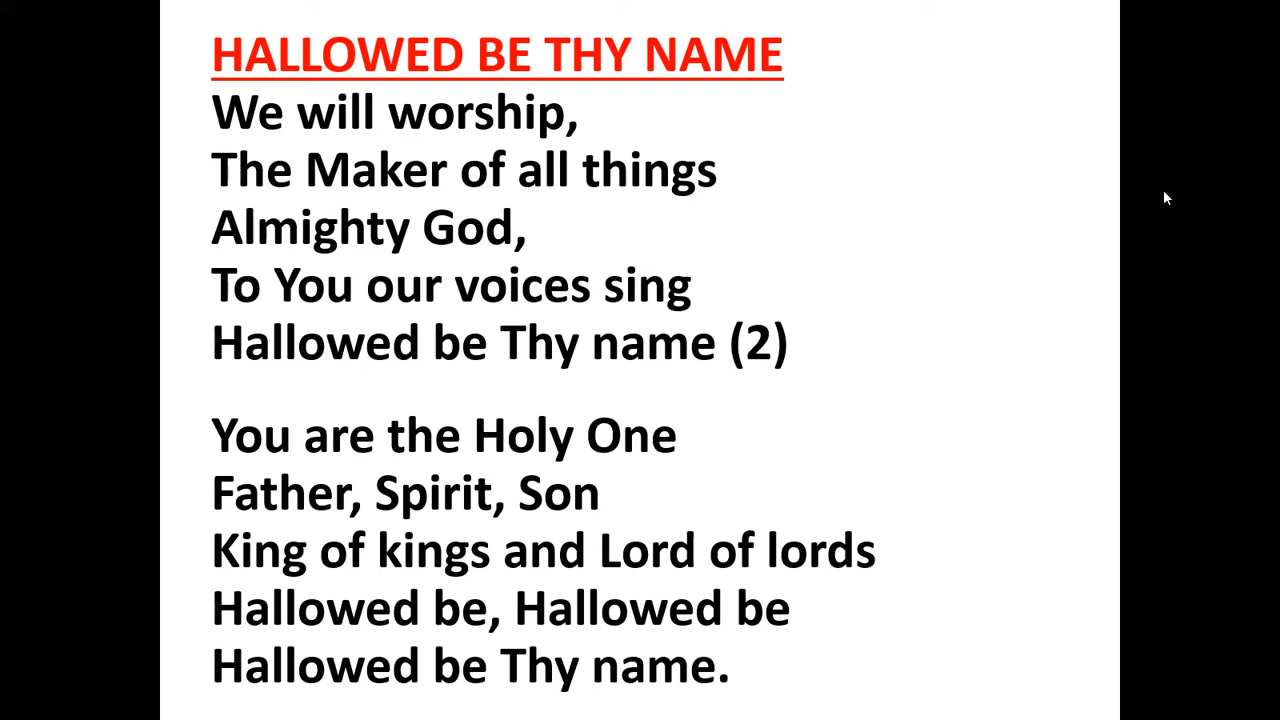 HALLOWED BE THY NAME
We will worship,
The Maker of all things
Almighty God,
To You our voices sing
Hallowed be Thy name (2)
You are the Holy One
Father, Spirit, Son
King of kings and Lord of lords
Hallowed be, Hallowed be
Hallowed be Thy name.